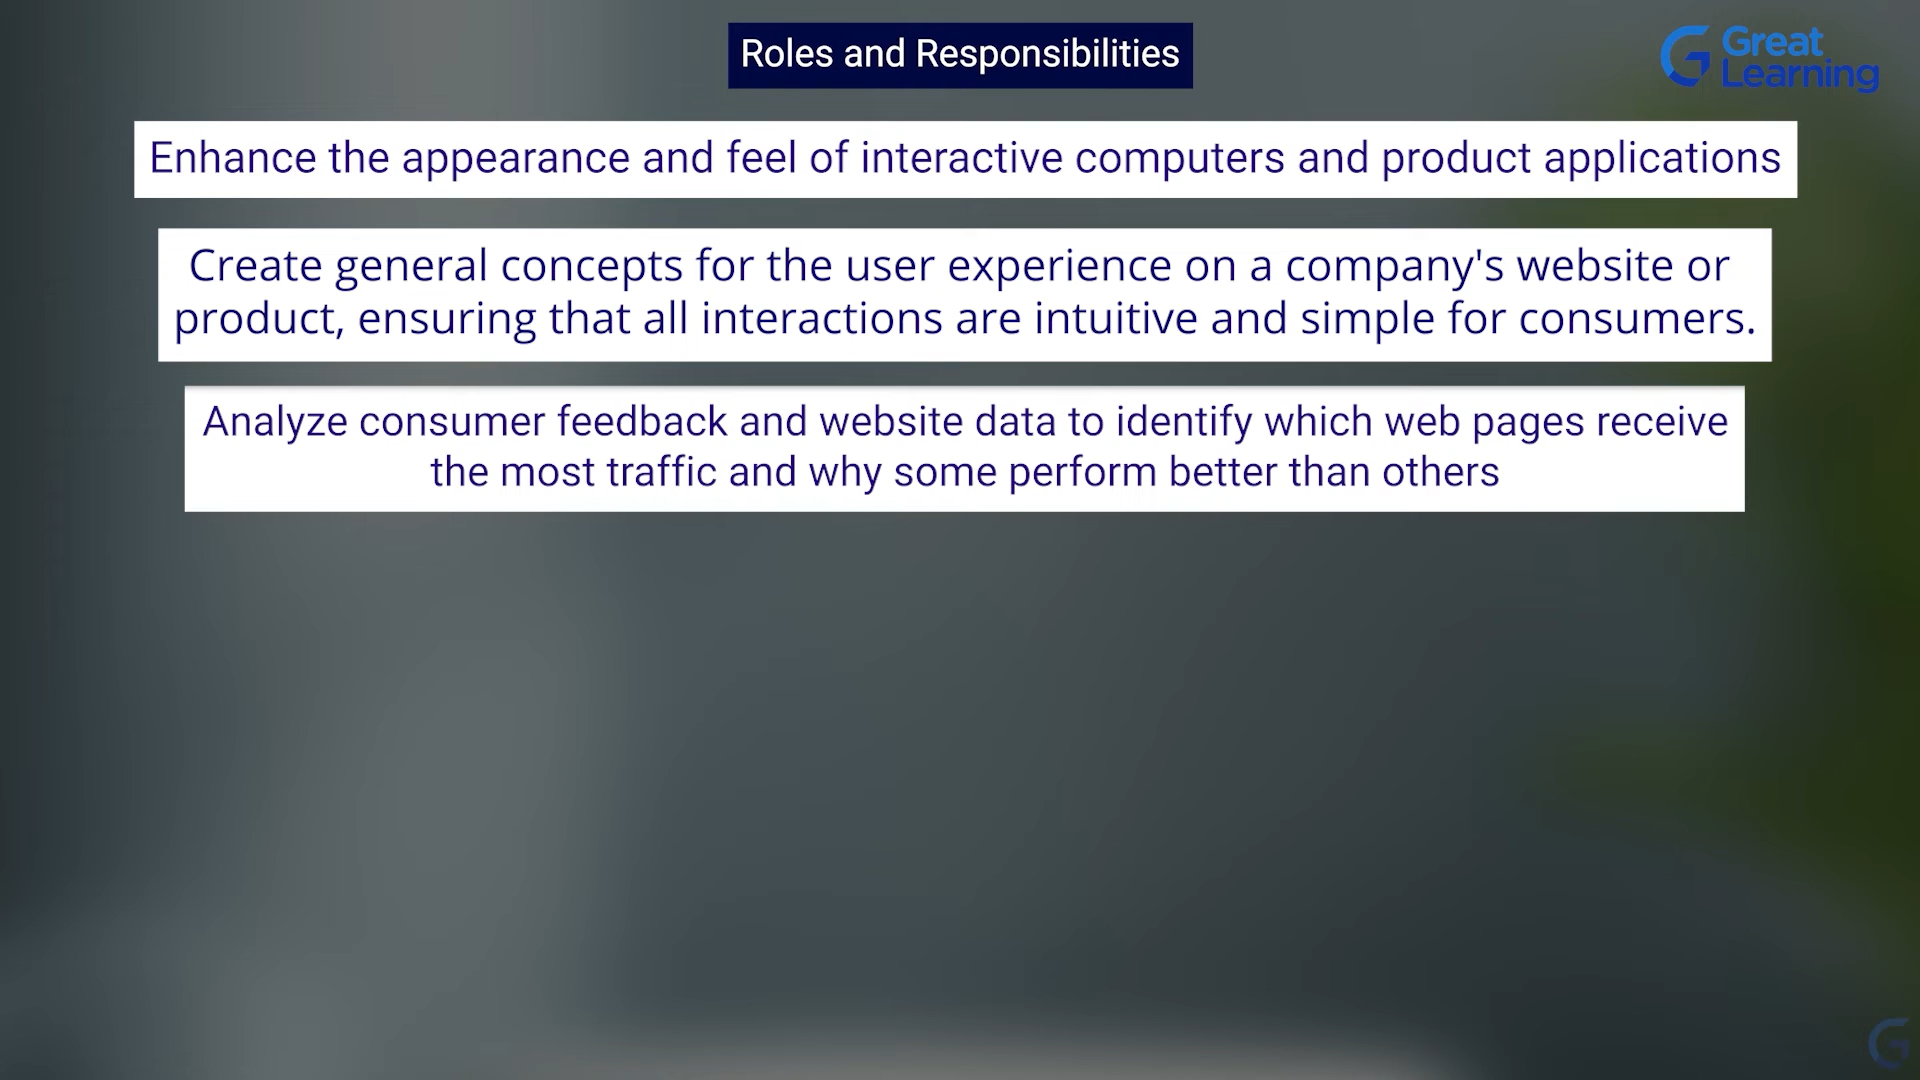 Roles and Responsibilities
Great
Learning
Enhance the appearance and feel of interactive computers and product applications
Create general concepts for the user experience on a company's website or
product, ensuring that all interactions are intuitive and simple for consumers.
Analyze consumer feedback and website data to identify which web pages receive
the most traffic and why some perform better than others